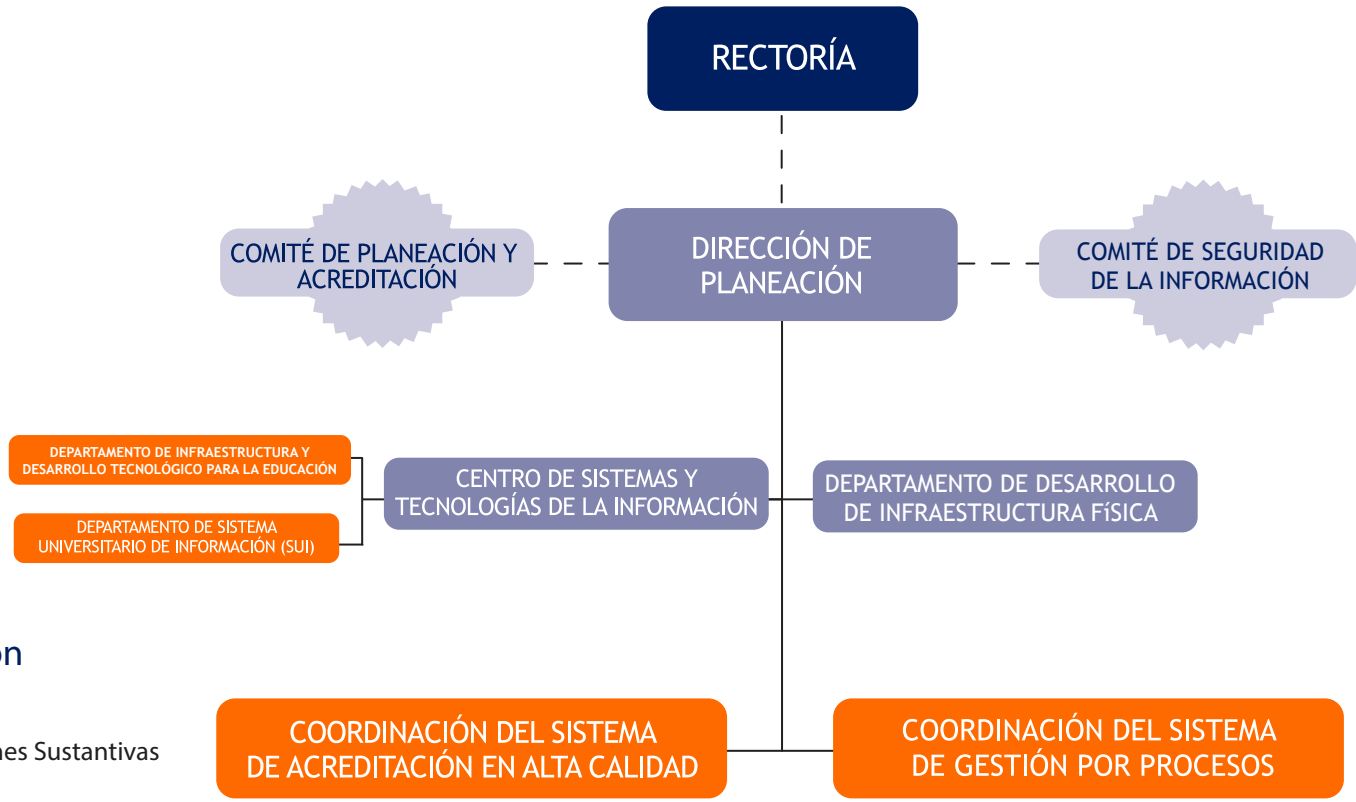 RECTORÍA
COMITÉ DE PLANEACIÓN Y
ACREDITACIÓN
DIRECCIÓN DE
PLANEACIÓN
COMITÉ DE SEGURIDAD
DE LA INFORMACIÓN
DEPARTAMENTO DE INFRAESTRUCTURA Y
DESARROLLO TECNOLÓGICO PARA LA EDUCACIÓN
DEPARTAMENTO DE SISTEMA
UNIVERSITARIO DE INFORMACIÓN (SUI)
CENTRO DE SISTEMAS Y
TECNOLOGÍAS DE LA INFORMACIÓN
DEPARTAMENTO DE DESARROLLO
DE INFRAESTRUCTURA FíSICA
ón
nes Sustantivas
COORDINACIÓN DEL SISTEMA
DE ACREDITACIÓN EN ALTA CALIDAD
COORDINACIÓN DEL SISTEMA
DE GESTIÓN POR PROCESOS